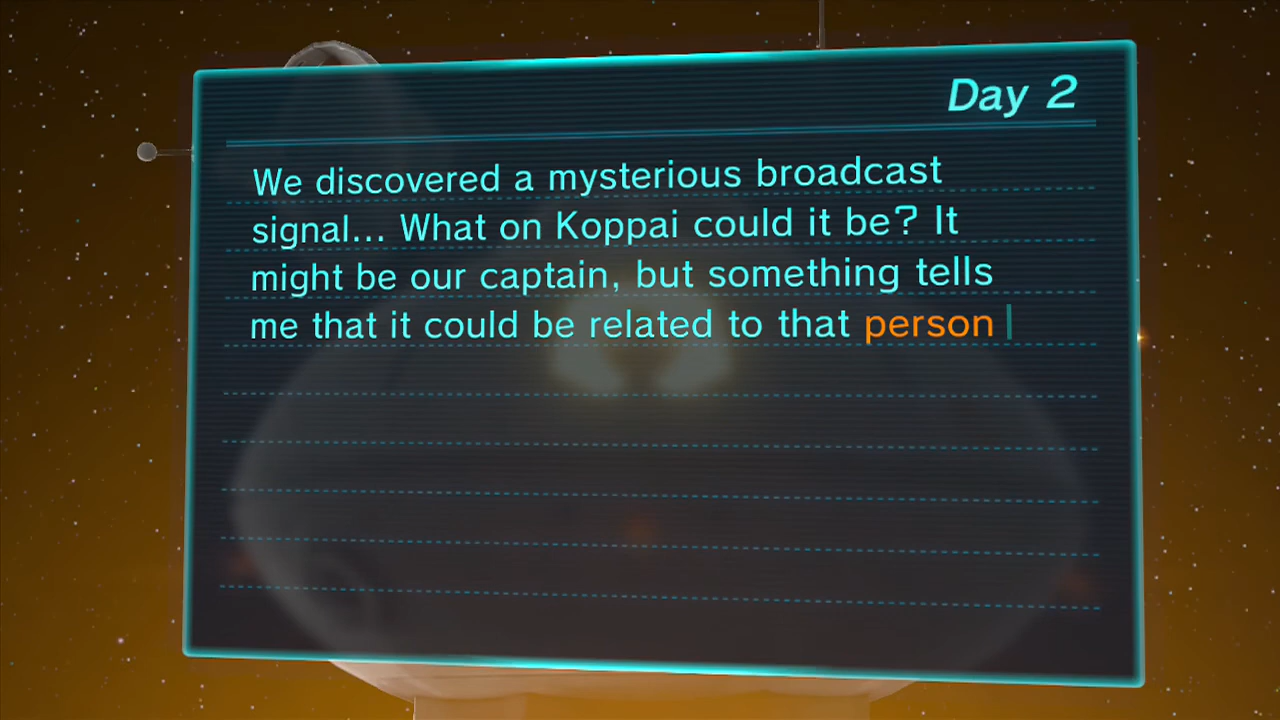 Day 2
We discovered a mysterious broadcast
signal... What on Koppai could it be? It
might be our captain, but something tells
me that it could be related to that person